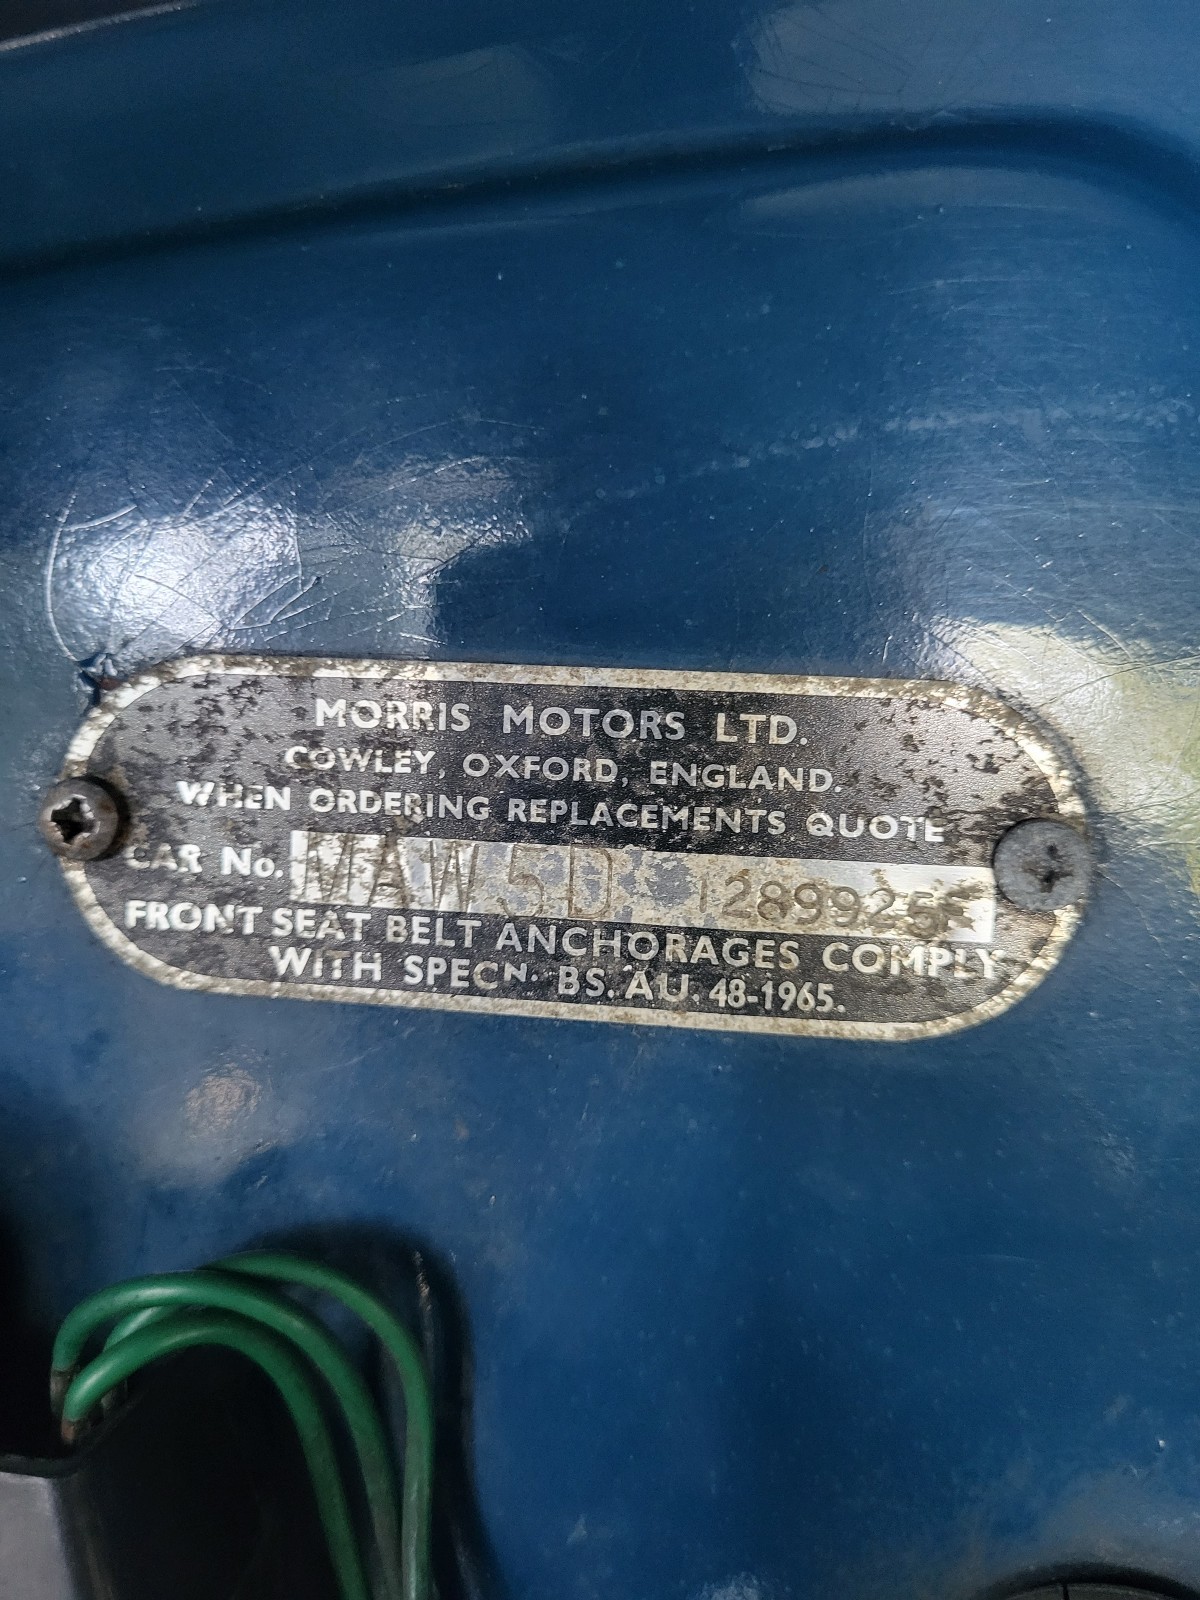 MORRIS MOTORS LTD.
COWLEY, OXFORD, ENGLAND.
WHEN ORDERING REPLACEMENTS QUOTE
CAR No. MAW5D 1289925F
FRONT SEAT BELT ANCHORAGES COMPLY
WITH SPECN. BS. AU. 48-1965.